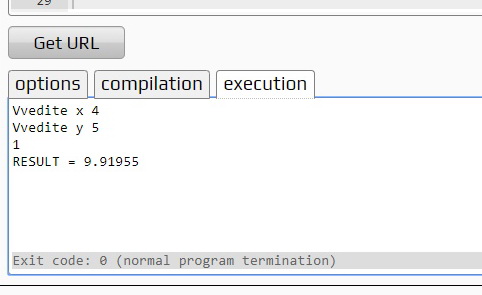 29
Get URL
options compilation execution
Vvedite x 4
Vvedite y 5
1
RESULT = 9.91955
Exit code: 0 (normal program termination)